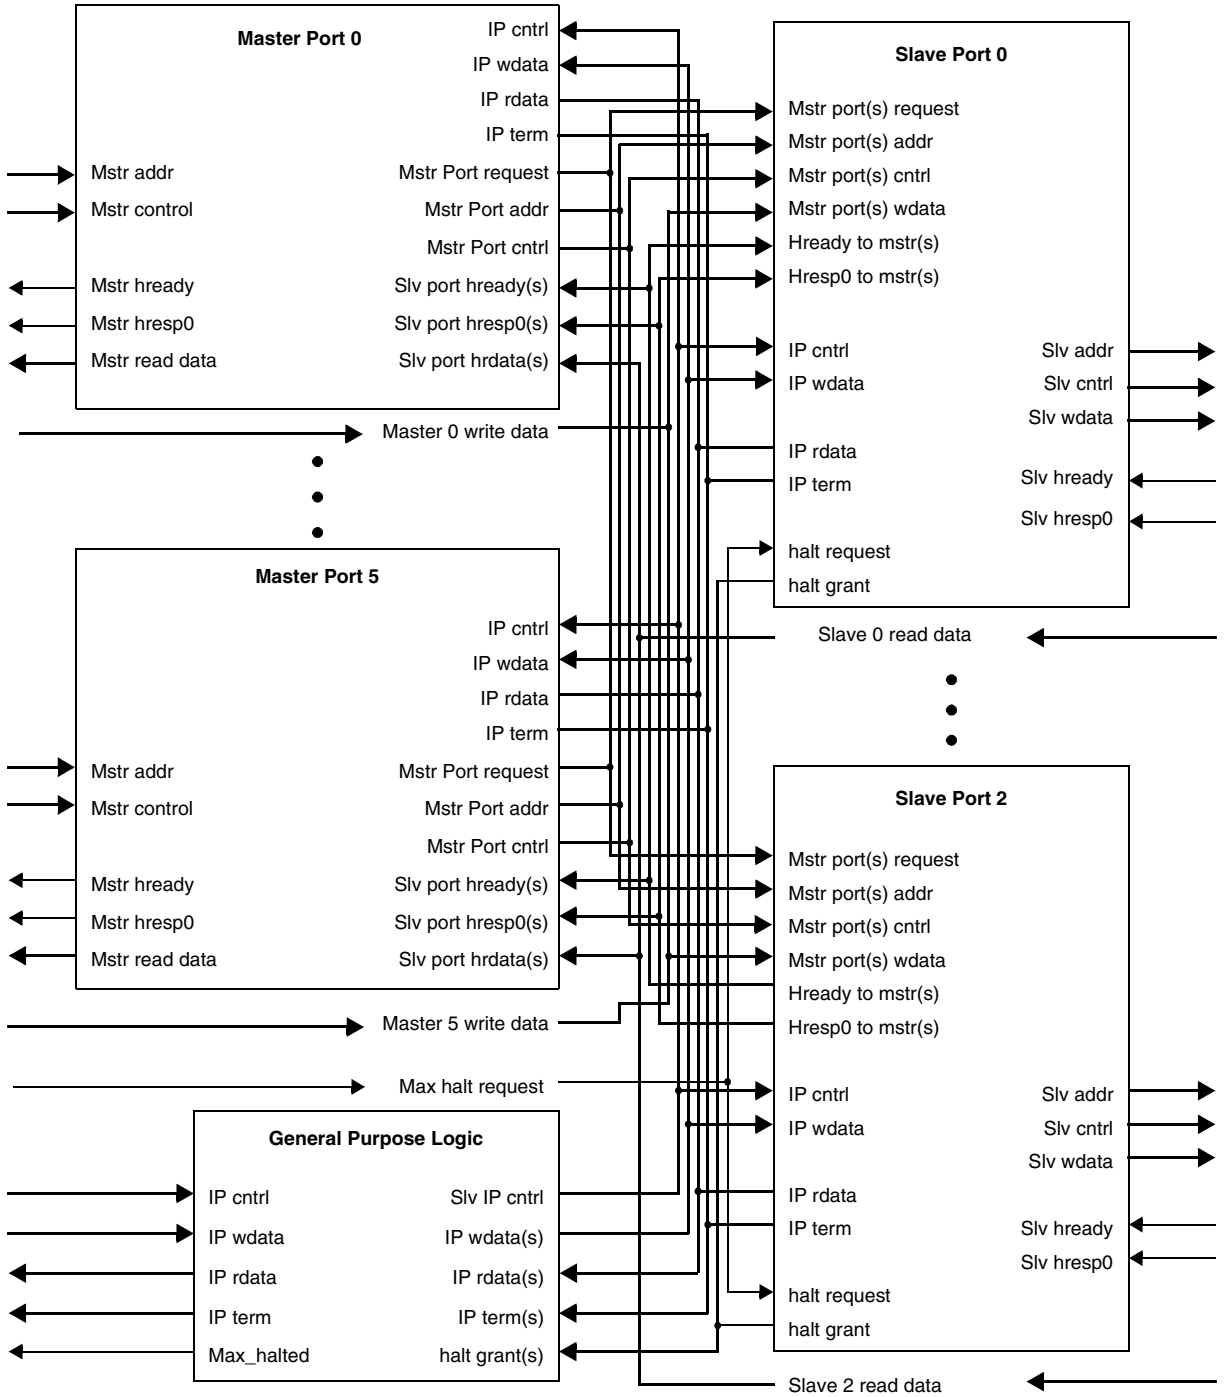 Master Port 0
IP cntrl
IP wdata
IP rdata
IP term
Mstr addr
Mstr control
Mstr Port request
Mstr Port addr
Mstr Port cntrl
Mstr hready
Mstr hresp0
Mstr read data
Slv port hready(s)
Slv port hresp0(s)
Slv port hrdata(s)
Master 0 write data
Master Port 5
IP cntrl
IP wdata
IP rdata
IP term
Mstr addr
Mstr control
Mstr Port request
Mstr Port addr
Mstr Port cntrl
Mstr hready
Mstr hresp0
Mstr read data
Slv port hready(s)
Slv port hresp0(s)
Slv port hrdata(s)
Master 5 write data
Max halt request
General Purpose Logic
IP cntrl
IP wdata
IP rdata
IP term
Max_halted
Slv IP cntrl
IP wdata(s)
IP rdata(s)
IP term(s)
halt grant(s)
Slave Port 0
Mstr port(s) request
Mstr port(s) addr
Mstr port(s) cntrl
Mstr port(s) wdata
Hready to mstr(s)
Hresp0 to mstr(s)
IP cntrl
IP wdata
IP rdata
IP term
halt request
halt grant
Slv addr
Slv cntrl
Slv wdata
Slv hready
Slv hresp0
Slave 0 read data
Slave Port 2
Mstr port(s) request
Mstr port(s) addr
Mstr port(s) cntrl
Mstr port(s) wdata
Hready to mstr(s)
Hresp0 to mstr(s)
IP cntrl
IP wdata
IP rdata
IP term
halt request
halt grant
Slv addr
Slv cntrl
Slv wdata
Slv hready
Slv hresp0
Slave 2 read data